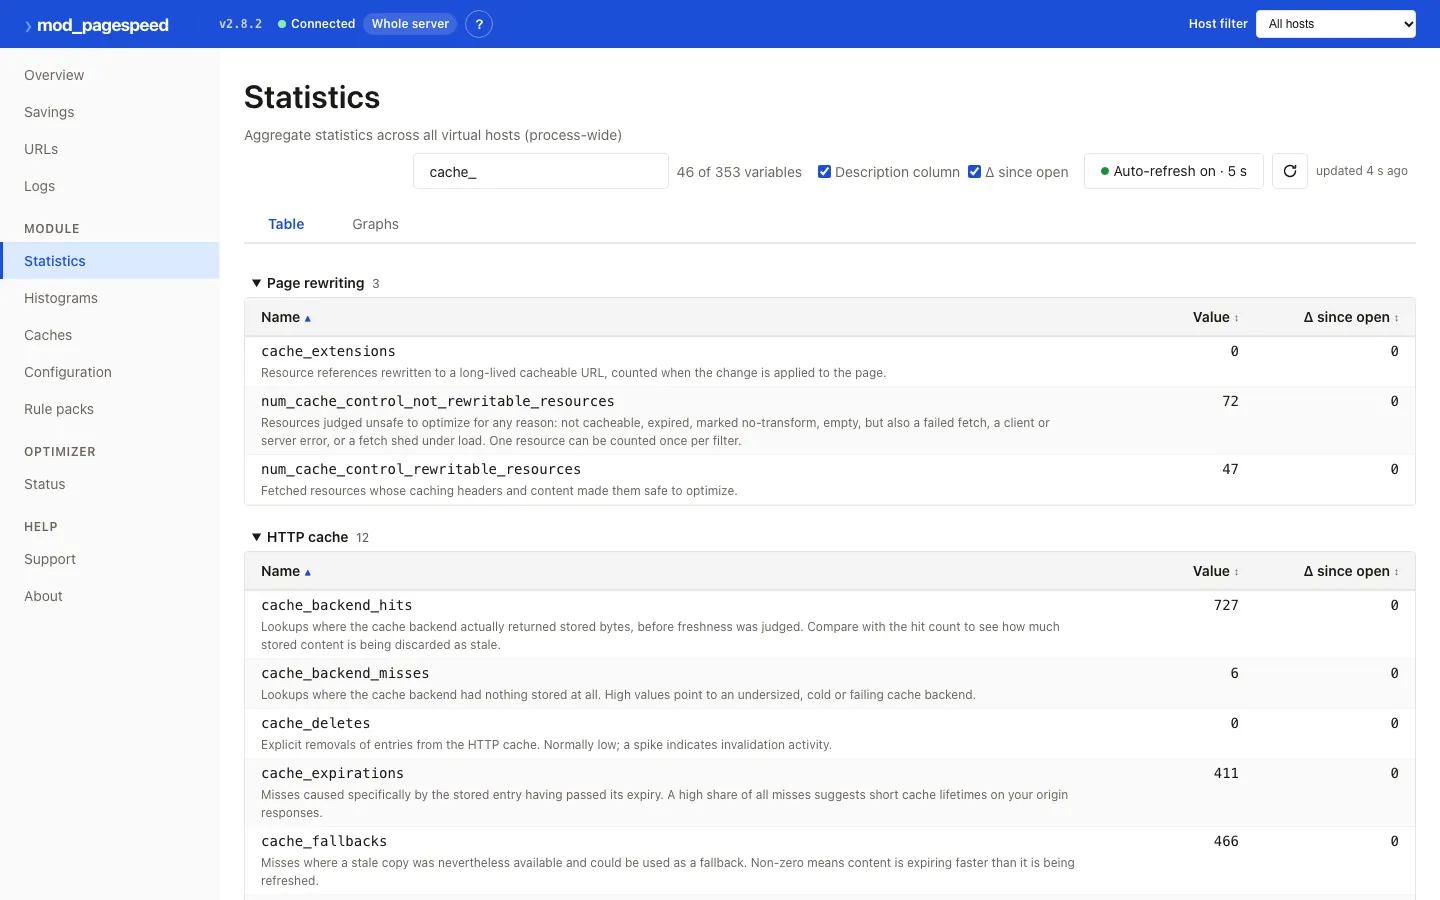 mod_pagespeed
v2.8.2
Connected
Whole server
?
Host filter
All hosts
Overview
Savings
URLs
Logs
MODULE
Statistics
Histograms
Caches
Configuration
Rule packs
OPTIMIZER
Status
HELP
Support
About
Statistics
Aggregate statistics across all virtual hosts (process-wide)
cache_
46 of 353 variables
Description column
Δ since open
Auto-refresh on · 5 s
updated 4 s ago
Table
Graphs
Page rewriting 3
Name Value Δ since open
cache_extensions 0 0
Resource references rewritten to a long-lived cacheable URL, counted when the change is applied to the page.
num_cache_control_not_rewritable_resources 72 0
Resources judged unsafe to optimize for any reason: not cacheable, expired, marked no-transform, empty, but also a failed fetch, a client or
server error, or a fetch shed under load. One resource can be counted once per filter.
num_cache_control_rewritable_resources 47 0
Fetched resources whose caching headers and content made them safe to optimize.
HTTP cache 12
Name Value Δ since open
cache_backend_hits 727 0
Lookups where the cache backend actually returned stored bytes, before freshness was judged. Compare with the hit count to see how much
stored content is being discarded as stale.
cache_backend_misses 6 0
Lookups where the cache backend had nothing stored at all. High values point to an undersized, cold or failing cache backend.
cache_deletes 0 0
Explicit removals of entries from the HTTP cache. Normally low; a spike indicates invalidation activity.
cache_expirations 411 0
Misses caused specifically by the stored entry having passed its expiry. A high share of all misses suggests short cache lifetimes on your origin
responses.
cache_fallbacks 466 0
Misses where a stale copy was nevertheless available and could be used as a fallback. Non-zero means content is expiring faster than it is being
refreshed.